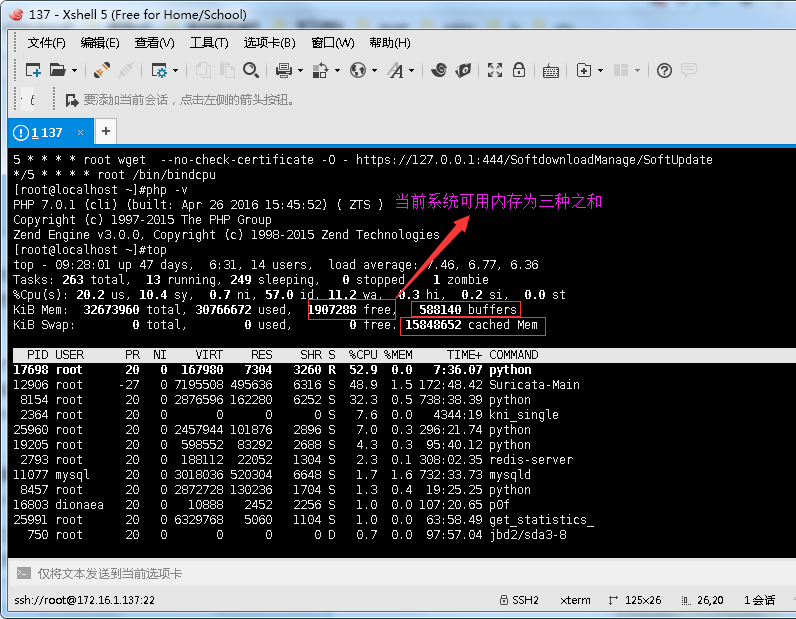 137 - Xshell 5 (Free for Home/School)
文件(F) 编辑(E) 查看(V) 工具(T) 选项卡(B) 窗口(W) 帮助(H)
要添加当前会话，点击左侧的箭头按钮。
1 137 × +
5 * * * * root wget  --no-check-certificate -O - https://127.0.0.1:444/SoftdownloadManage/SoftUpdate
*/5 * * * * root /bin/bindcpu
[root@localhost ~]#php -v
PHP 7.0.1 (cli) (built: Apr 26 2016 15:45:52) ( ZTS ) 当前系统可用内存为三种之和
Copyright (c) 1997-2015 The PHP Group
Zend Engine v3.0.0, Copyright (c) 1998-2015 Zend Technologies
[root@localhost ~]#top
top - 09:28:01 up 47 days,  6:31, 14 users,  load average: 7.46, 6.77, 6.36
Tasks: 263 total,  13 running, 249 sleeping,   0 stopped   1 zombie
%Cpu(s): 20.2 us, 10.4 sy,  0.7 ni, 57.0 id, 11.2 wa,  0.3 hi,  0.2 si,  0.0 st
KiB Mem:  32673960 total, 30766672 used,  1907288 free,   588140 buffers
KiB Swap:        0 total,        0 used,        0 free. 15848652 cached Mem
PID USER PR NI VIRT RES SHR S %CPU %MEM TIME+ COMMAND
17698 root 20 0 167980 7304 3260 R 52.9 0.0 7:36.07 python
12906 root -27 0 7195508 495636 6316 S 48.9 1.5 172:48.42 Suricata-Main
8154 root 20 0 2876596 162280 6252 S 32.3 0.5 738:38.39 python
2364 root 20 0 0 0 0 S 7.6 0.0 4344:19 kni_single
25960 root 20 0 2457944 101876 2896 S 7.0 0.3 296:21.74 python
19205 root 20 0 598552 83292 2688 S 4.3 0.3 95:40.12 python
2793 root 20 0 188112 22052 1304 S 2.3 0.1 308:02.35 redis-server
11077 mysql 20 0 3018036 520304 6648 S 1.7 1.6 732:33.73 mysqld
8457 root 20 0 2872728 130236 1704 S 1.3 0.4 19:25.25 python
16803 dionaea 20 0 10888 2452 2256 S 1.0 0.0 107:20.65 p0f
25991 root 20 0 6329768 5060 1104 S 1.0 0.0 63:58.49 get_statistics_
750 root 20 0 0 0 0 D 0.7 0.0 97:57.04 jbd2/sda3-8
仅将文本发送到当前选项卡
ssh://root@172.16.1.137:22 SSH2 xterm 125x26 26,20 1 会话